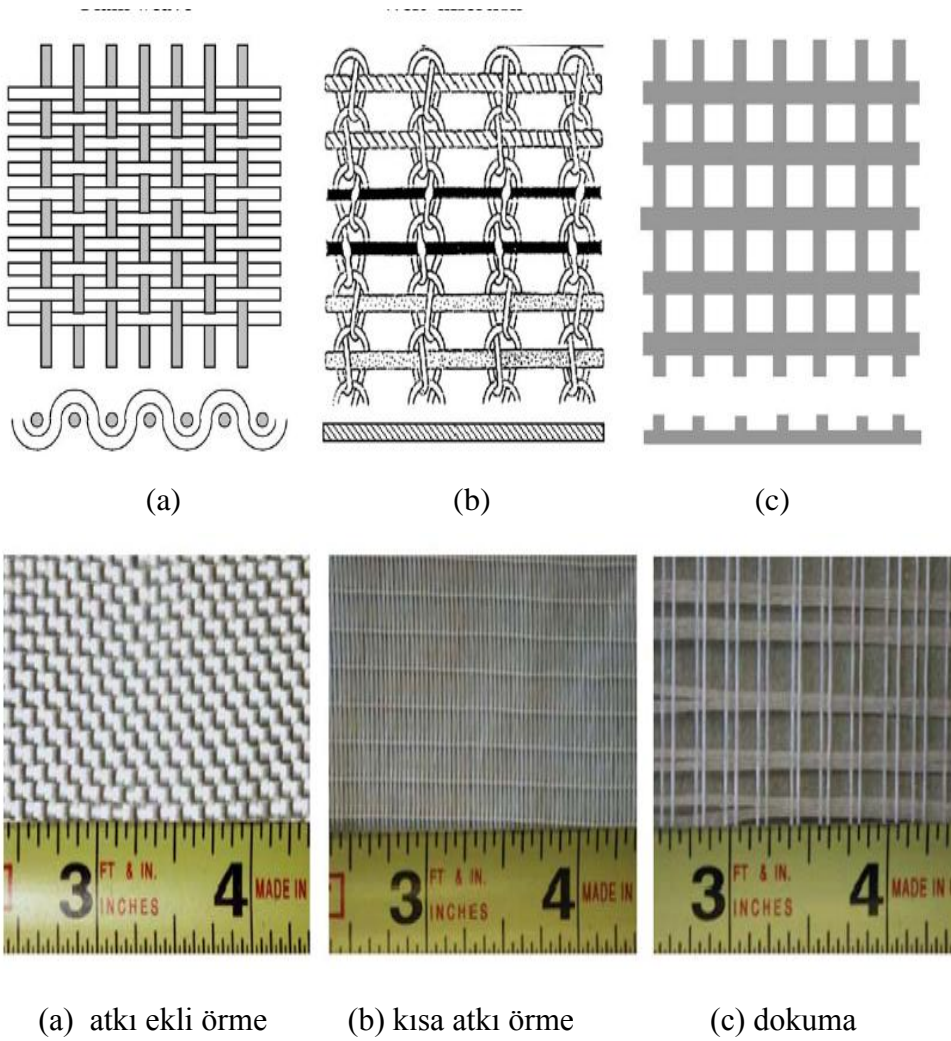 (a) (b) (c)
3 FT & IN. 4 MADE IN
INCHES
3 FT & IN. 4 MADE IN
INCHES
3 FT & IN. 4 MADE IN
INCHES
(a) atkı ekli örme (b) kısa atkı örme (c) dokuma